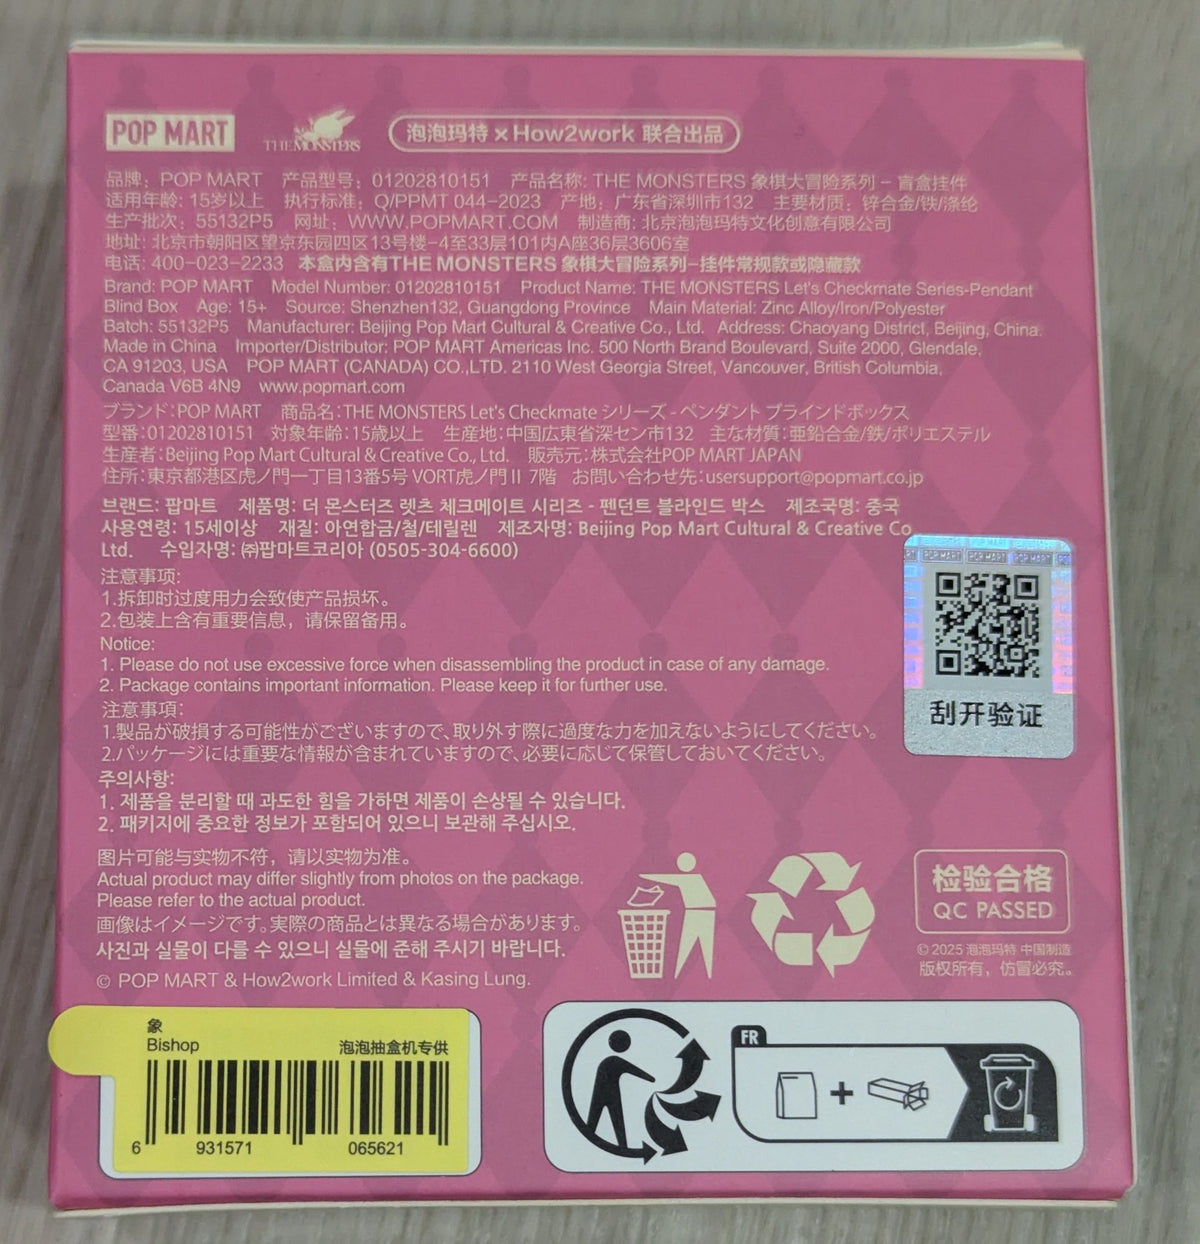 POP MART THE MONSTERS 泡泡玛特 × How2work 联合出品
品牌：POP MART 产品型号：01202810151 产品名称：THE MONSTERS 象棋大冒险系列－盲盒挂件
适用年龄：15岁以上 执行标准：Q/PPMT 044-2023 产地：广东省深圳市132 主要材质：锌合金/铁/涤纶
生产批次：55132P5 网址：WWW.POPMART.COM 制造商：北京泡泡玛特文化创意有限公司
地址：北京市朝阳区望京东园四区13号楼-4至33层101内A座36层3606室
电话：400-023-2233 本盒内含有THE MONSTERS 象棋大冒险系列-挂件常规款或隐藏款
Brand: POP MART Model Number: 01202810151 Product Name: THE MONSTERS Let's Checkmate Series-Pendant
Blind Box Age: 15+ Source: Shenzhen132, Guangdong Province Main Material: Zinc Alloy/Iron/Polyester
Batch: 55132P5 Manufacturer: Beijing Pop Mart Cultural & Creative Co., Ltd. Address: Chaoyang District, Beijing, China.
Made in China Importer/Distributor: POP MART Americas Inc. 500 North Brand Boulevard, Suite 2000, Glendale,
CA 91203, USA POP MART (CANADA) CO.,LTD. 2110 West Georgia Street, Vancouver, British Columbia,
Canada V6B 4N9 www.popmart.com
ブランド：POP MART 商品名：THE MONSTERS Let's Checkmate シリーズ - ペンダント ブラインドボックス
型番：01202810151 対象年齢：15歳以上 生産地：中国広東省深セン市132 主な材質：亜鉛合金/鉄/ポリエステル
生産者：Beijing Pop Mart Cultural & Creative Co., Ltd. 販売元：株式会社POP MART JAPAN
住所：東京都港区虎ノ門一丁目13番5号 VORT虎ノ門Ⅱ 7階 お問い合わせ先：usersupport@popmart.co.jp
브랜드: 팝마트 제품명: 더 몬스터즈 렛츠 체크메이트 시리즈 - 펜던트 블라인드 박스 제조국명: 중국
사용연령: 15세이상 재질: 아연합금/철/테릴렌 제조자명: Beijing Pop Mart Cultural & Creative Co
Ltd. 수입자명: ㈜팝마트코리아 (0505-304-6600)
注意事项:
1.拆卸时过度用力会致使产品损坏。
2.包装上含有重要信息，请保留备用。
Notice:
1. Please do not use excessive force when disassembling the product in case of any damage.
2. Package contains important information. Please keep it for further use.
注意事項：
1.製品が破損する可能性がございますので、取り外す際に過度な力を加えないようにしてください。
2.パッケージには重要な情報が含まれていますので、必要に応じて保管しておいてください。
주의사항:
1. 제품을 분리할 때 과도한 힘을 가하면 제품이 손상될 수 있습니다.
2. 패키지에 중요한 정보가 포함되어 있으니 보관해 주십시오.
图片可能与实物不符，请以实物为准。
Actual product may differ slightly from photos on the package.
Please refer to the actual product.
画像はイメージです。実際の商品とは異なる場合があります。
사진과 실물이 다를 수 있으니 실물에 준해 주시기 바랍니다.
© POP MART & How2work Limited & Kasing Lung.
POP MART POP MART POP MART
刮开验证
检验合格
QC PASSED
© 2025 泡泡玛特 中国制造
版权所有，仿冒必究。
象
Bishop 泡泡抽盒机专供
6 931571 065621
FR